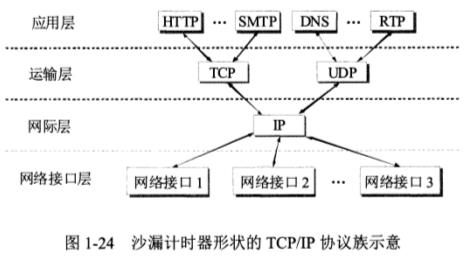 应用层 HTTP … SMTP DNS … RTP
运输层 TCP UDP
网际层 IP
网络接口层 网络接口 1 网络接口 2 … 网络接口 3
图 1-24 沙漏计时器形状的 TCP/IP 协议族示意